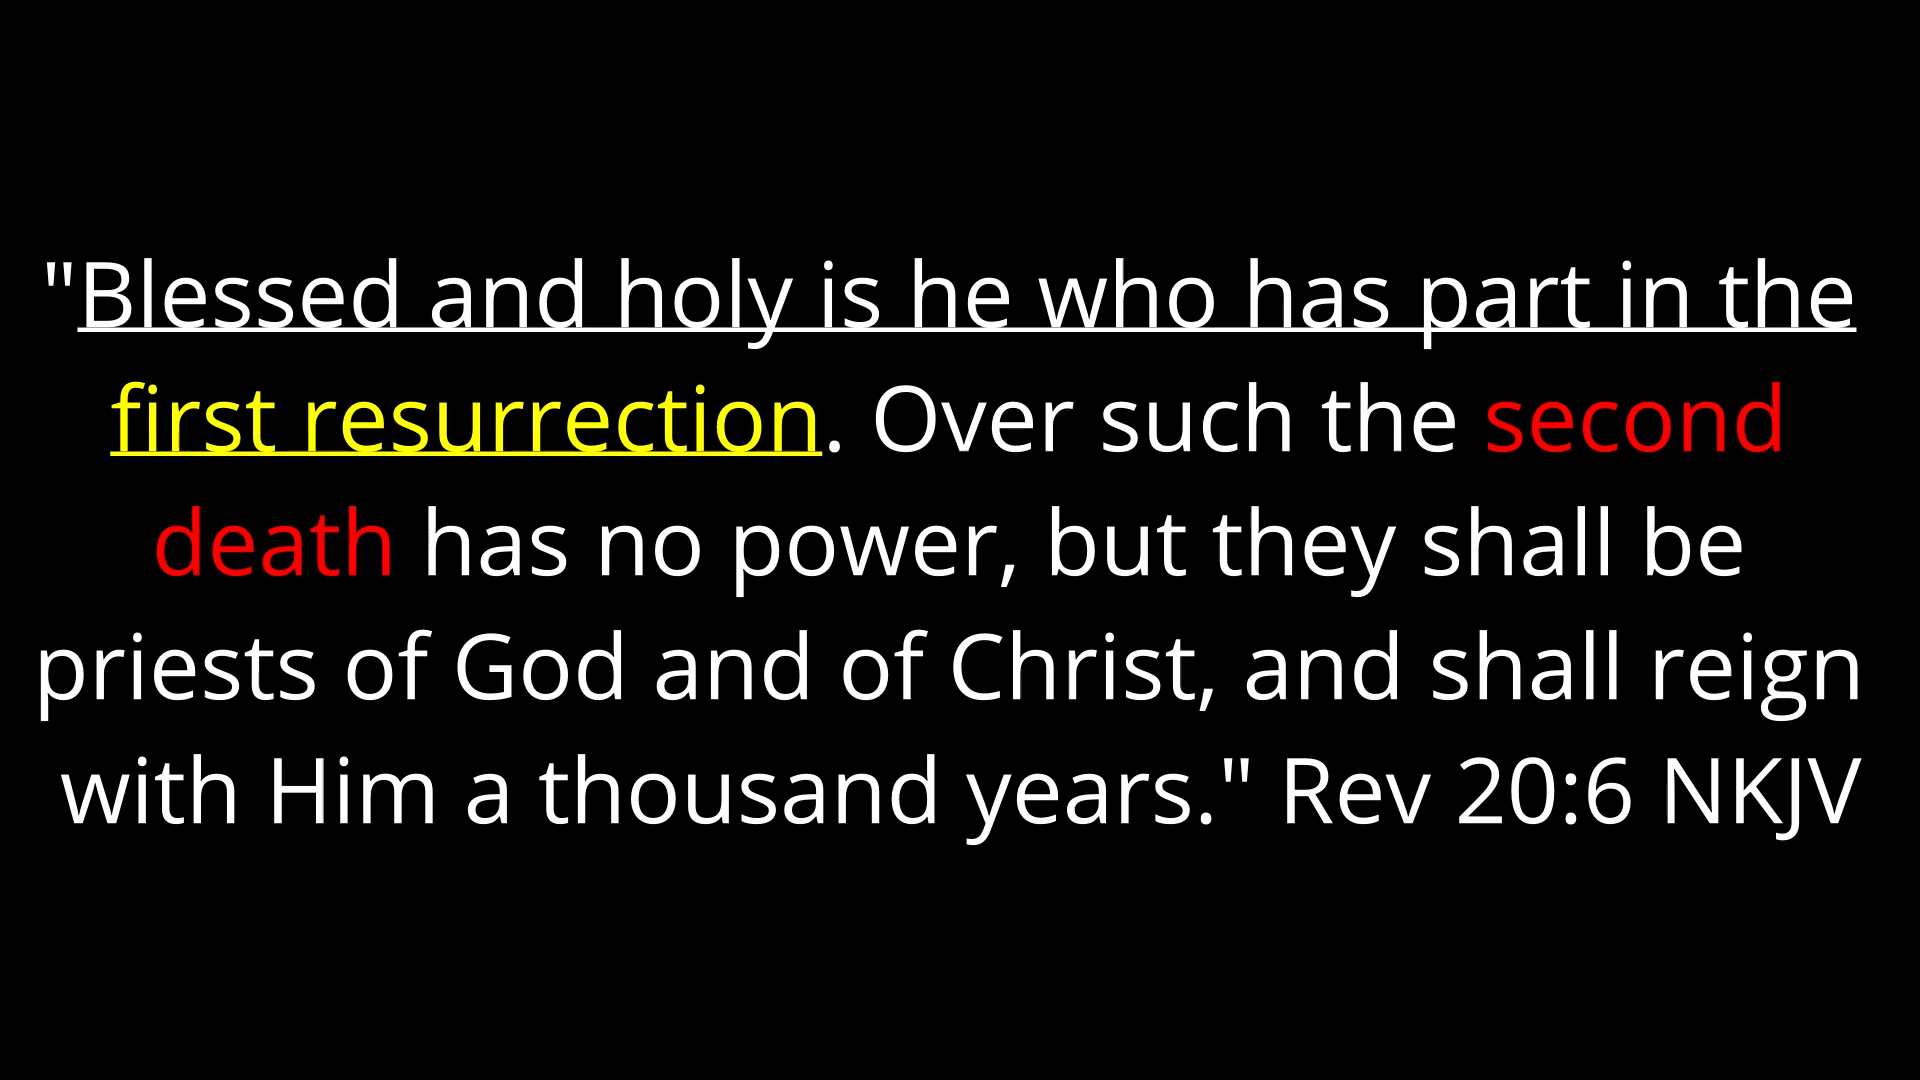 "Blessed and holy is he who has part in the
first resurrection. Over such the second
death has no power, but they shall be
priests of God and of Christ, and shall reign
with Him a thousand years." Rev 20:6 NKJV